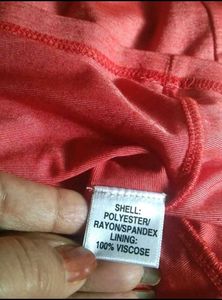 SHELL:
POLYESTER/
RAYON/SPANDEX
LINING:
100% VISCOSE